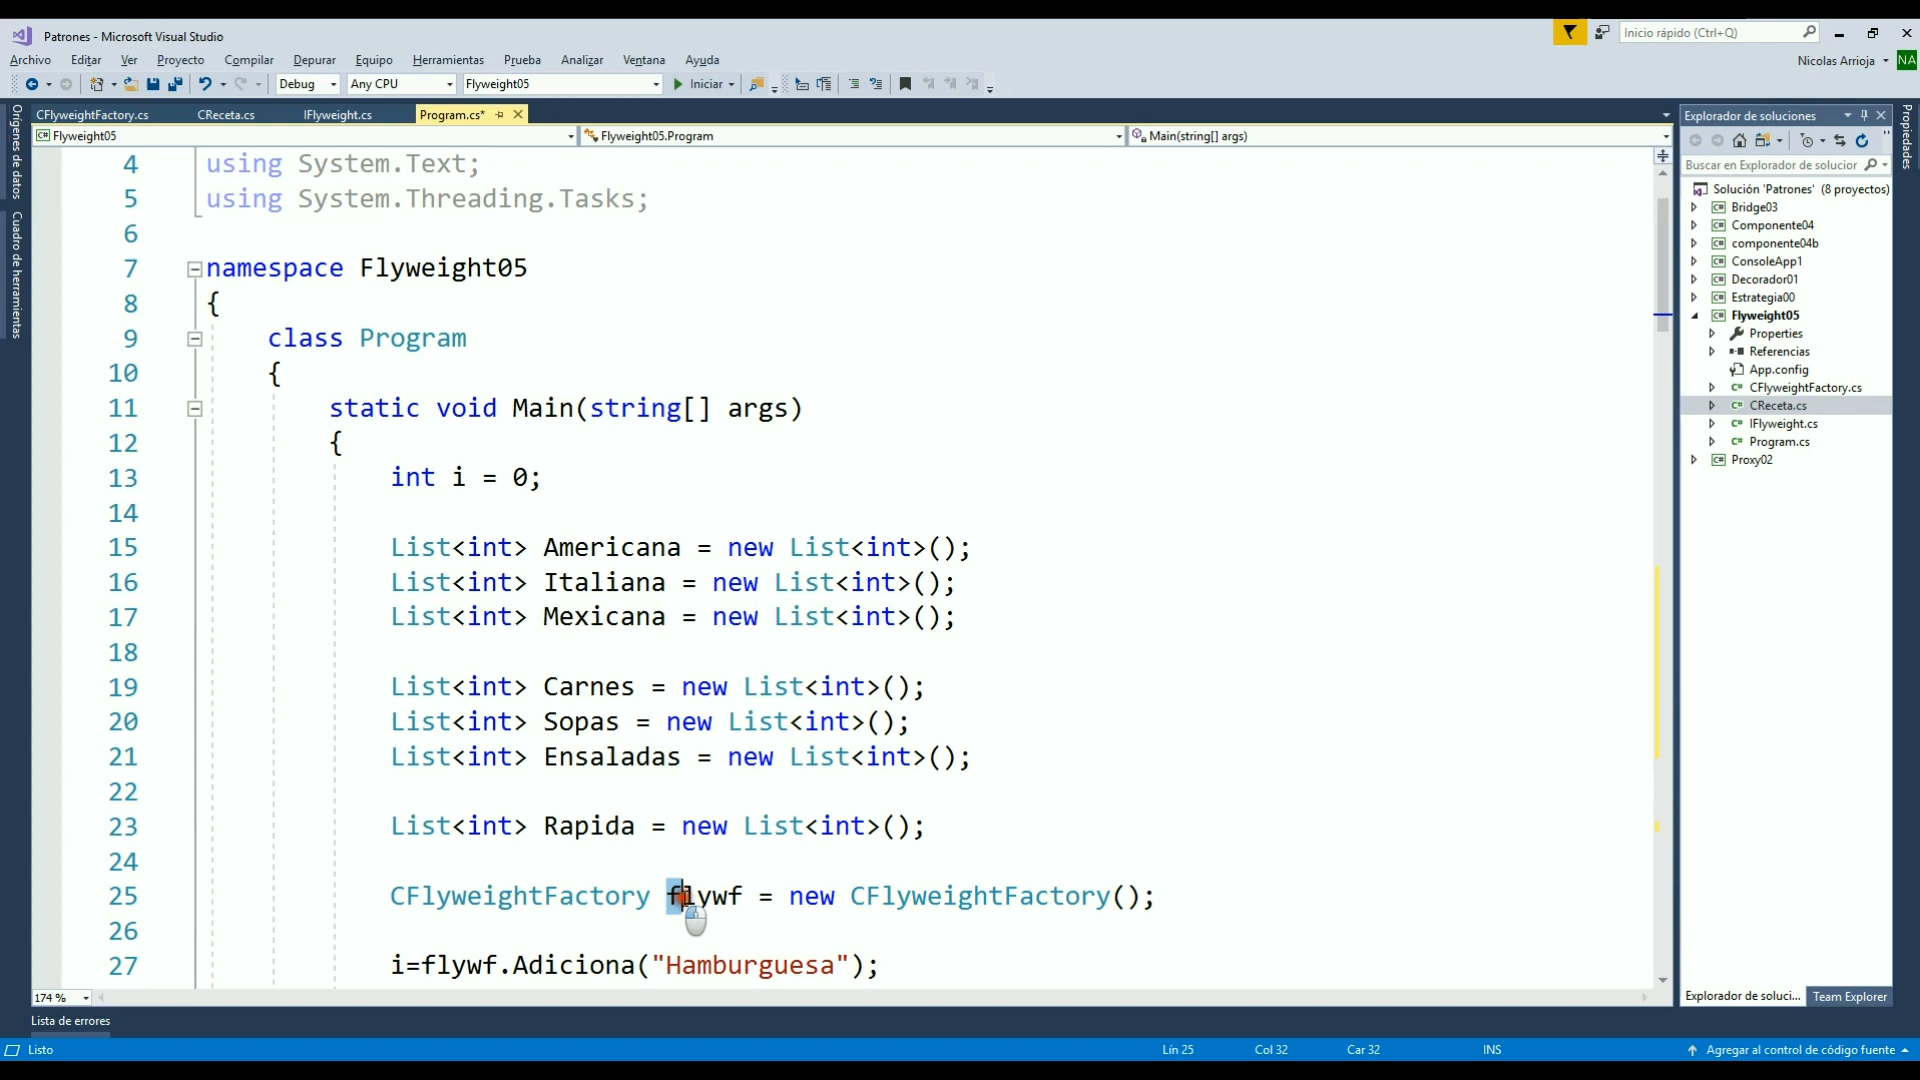 Patrones - Microsoft Visual Studio
Inicio rápido (Ctrl+Q)
Archivo Editar Ver Proyecto Compilar Depurar Equipo Herramientas Prueba Analizar Ventana Ayuda
Nicolas Arrioja NA
Debug Any CPU Flyweight05 Iniciar
CFlyweightFactory.cs CReceta.cs IFlyweight.cs Program.cs*
Flyweight05 Flyweight05.Program Main(string[] args)
Orígenes de datos
Cuadro de herramientas
4 using System.Text;
5 using System.Threading.Tasks;
6
7 namespace Flyweight05
8 {
9 class Program
10 {
11 static void Main(string[] args)
12 {
13 int i = 0;
14
15 List<int> Americana = new List<int>();
16 List<int> Italiana = new List<int>();
17 List<int> Mexicana = new List<int>();
18
19 List<int> Carnes = new List<int>();
20 List<int> Sopas = new List<int>();
21 List<int> Ensaladas = new List<int>();
22
23 List<int> Rapida = new List<int>();
24
25 CFlyweightFactory flywf = new CFlyweightFactory();
26
27 i=flywf.Adiciona("Hamburguesa");
174 %
Explorador de soluciones
Buscar en Explorador de solucior
Solución 'Patrones' (8 proyectos)
Bridge03
Componente04
componente04b
ConsoleApp1
Decorador01
Estrategia00
Flyweight05
Properties
Referencias
App.config
CFlyweightFactory.cs
CReceta.cs
IFlyweight.cs
Program.cs
Proxy02
Explorador de soluci... Team Explorer
Propiedades
Lista de errores
Listo Lín 25 Col 32 Car 32 INS Agregar al control de código fuente